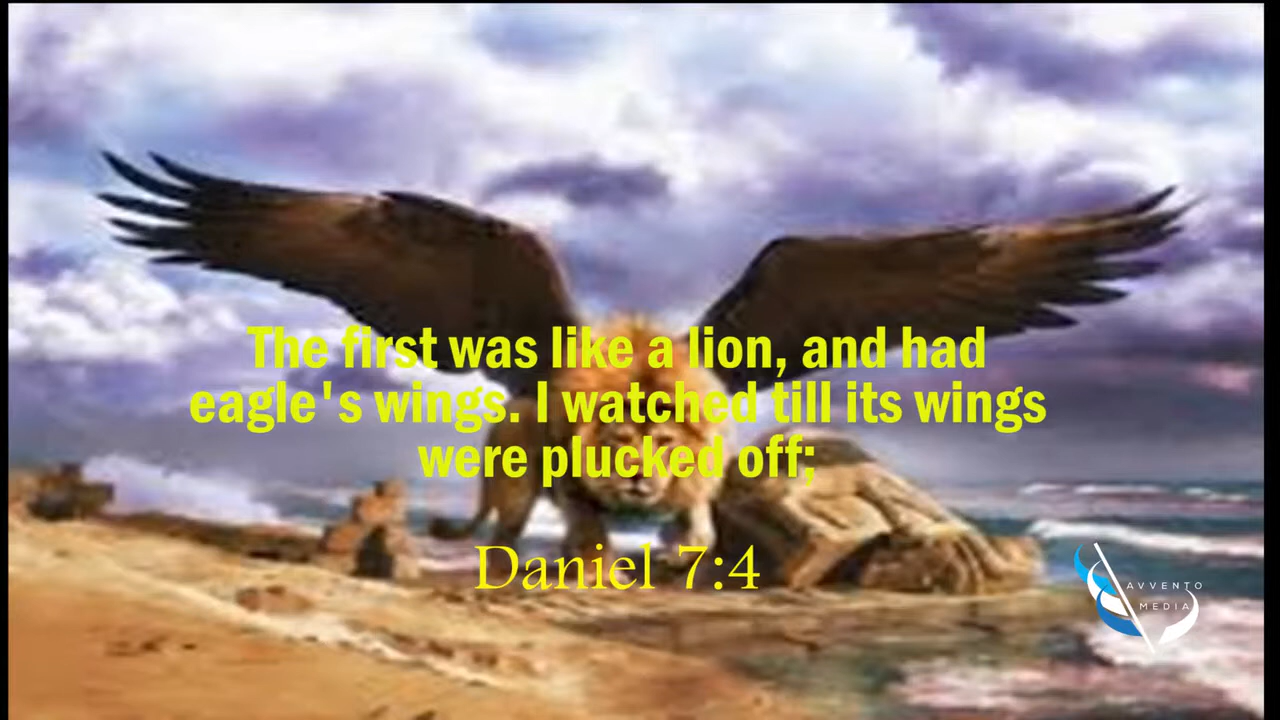 The first was like a lion, and had
eagle's wings. I watched till its wings
were plucked off;
Daniel 7:4
AVVENTO
MEDIA